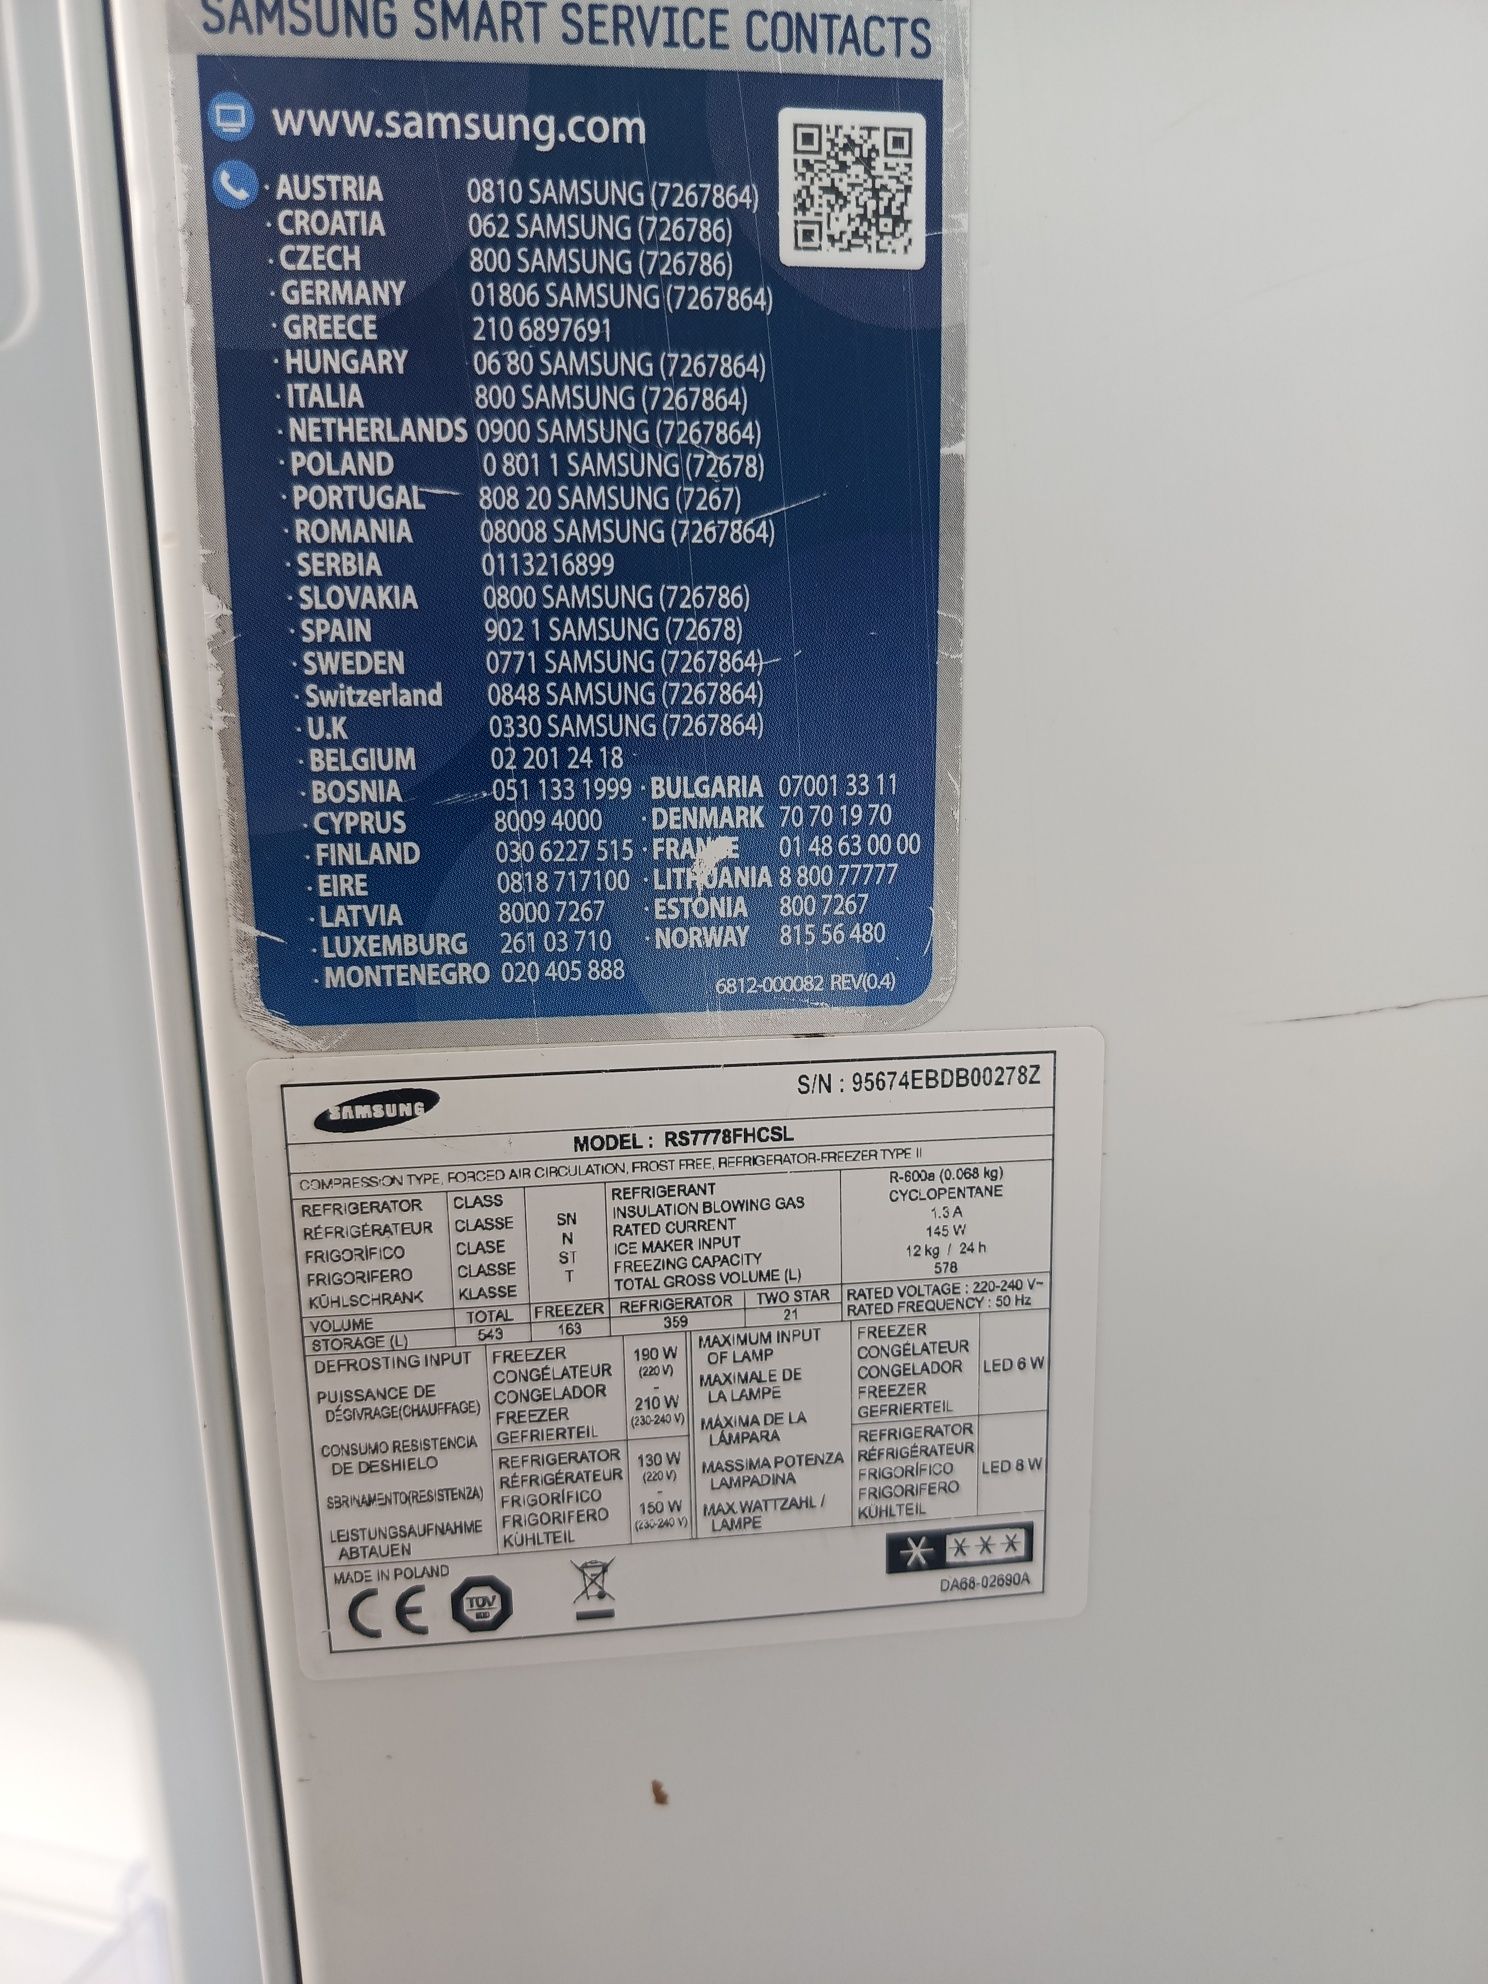 SAMSUNG SMART SERVICE CONTACTS
www.samsung.com
· AUSTRIA 0810 SAMSUNG (7267864)
· CROATIA 062 SAMSUNG (726786)
· CZECH 800 SAMSUNG (726786)
· GERMANY 01806 SAMSUNG (7267864)
· GREECE 210 6897691
· HUNGARY 06 80 SAMSUNG (7267864)
· ITALIA 800 SAMSUNG (7267864)
· NETHERLANDS 0900 SAMSUNG (7267864)
· POLAND 0 801 1 SAMSUNG (72678)
· PORTUGAL 808 20 SAMSUNG (7267)
· ROMANIA 08008 SAMSUNG (7267864)
· SERBIA 0113216899
· SLOVAKIA 0800 SAMSUNG (726786)
· SPAIN 902 1 SAMSUNG (72678)
· SWEDEN 0771 SAMSUNG (7267864)
· Switzerland 0848 SAMSUNG (7267864)
· U.K 0330 SAMSUNG (7267864)
· BELGIUM 02 201 24 18
· BOSNIA 051 133 1999 · BULGARIA 07001 33 11
· CYPRUS 8009 4000 · DENMARK 70 70 19 70
· FINLAND 030 6227 515 · FRANCE 01 48 63 00 00
· EIRE 0818 717100 · LITHUANIA 8 800 77777
· LATVIA 8000 7267 · ESTONIA 800 7267
· LUXEMBURG 261 03 710 · NORWAY 815 56 480
· MONTENEGRO 020 405 888
6812-000082 REV(0.4)
SAMSUNG S/N : 95674EBDB00278Z
MODEL : RS7778FHCSL
COMPRESSION TYPE, FORCED AIR CIRCULATION, FROST FREE, REFRIGERATOR-FREEZER TYPE II
REFRIGERATOR CLASS
RÉFRIGÉRATEUR CLASSE
FRIGORÍFICO CLASE
FRIGORIFERO CLASSE
KÜHLSCHRANK KLASSE
SN
N
ST
T
REFRIGERANT R-600a (0.068 kg)
INSULATION BLOWING GAS CYCLOPENTANE
RATED CURRENT 1.3 A
ICE MAKER INPUT 145 W
FREEZING CAPACITY 12 kg / 24 h
TOTAL GROSS VOLUME (L) 578
VOLUME TOTAL FREEZER REFRIGERATOR TWO STAR
STORAGE (L) 543 163 359 21
RATED VOLTAGE : 220-240 V~
RATED FREQUENCY : 50 Hz
DEFROSTING INPUT
PUISSANCE DE
DÉGIVRAGE(CHAUFFAGE)
CONSUMO RESISTENCIA
DE DESHIELO
SBRINAMENTO(RESISTENZA)
LEISTUNGSAUFNAHME
ABTAUEN
FREEZER
CONGÉLATEUR
CONGELADOR
FREEZER
GEFRIERTEIL
190 W
(220 V)
-
210 W
(230-240 V)
REFRIGERATOR
RÉFRIGÉRATEUR
FRIGORÍFICO
FRIGORIFERO
KÜHLTEIL
130 W
(220 V)
-
150 W
(230-240 V)
MAXIMUM INPUT
OF LAMP
MAXIMALE DE
LA LAMPE
MÁXIMA DE LA
LÁMPARA
MASSIMA POTENZA
LAMPADINA
MAX. WATTZAHL /
LAMPE
FREEZER
CONGÉLATEUR
CONGELADOR
FREEZER
GEFRIERTEIL
LED 6 W
REFRIGERATOR
RÉFRIGÉRATEUR
FRIGORÍFICO
FRIGORIFERO
KÜHLTEIL
LED 8 W
MADE IN POLAND
CE TÜV
DA68-02690A